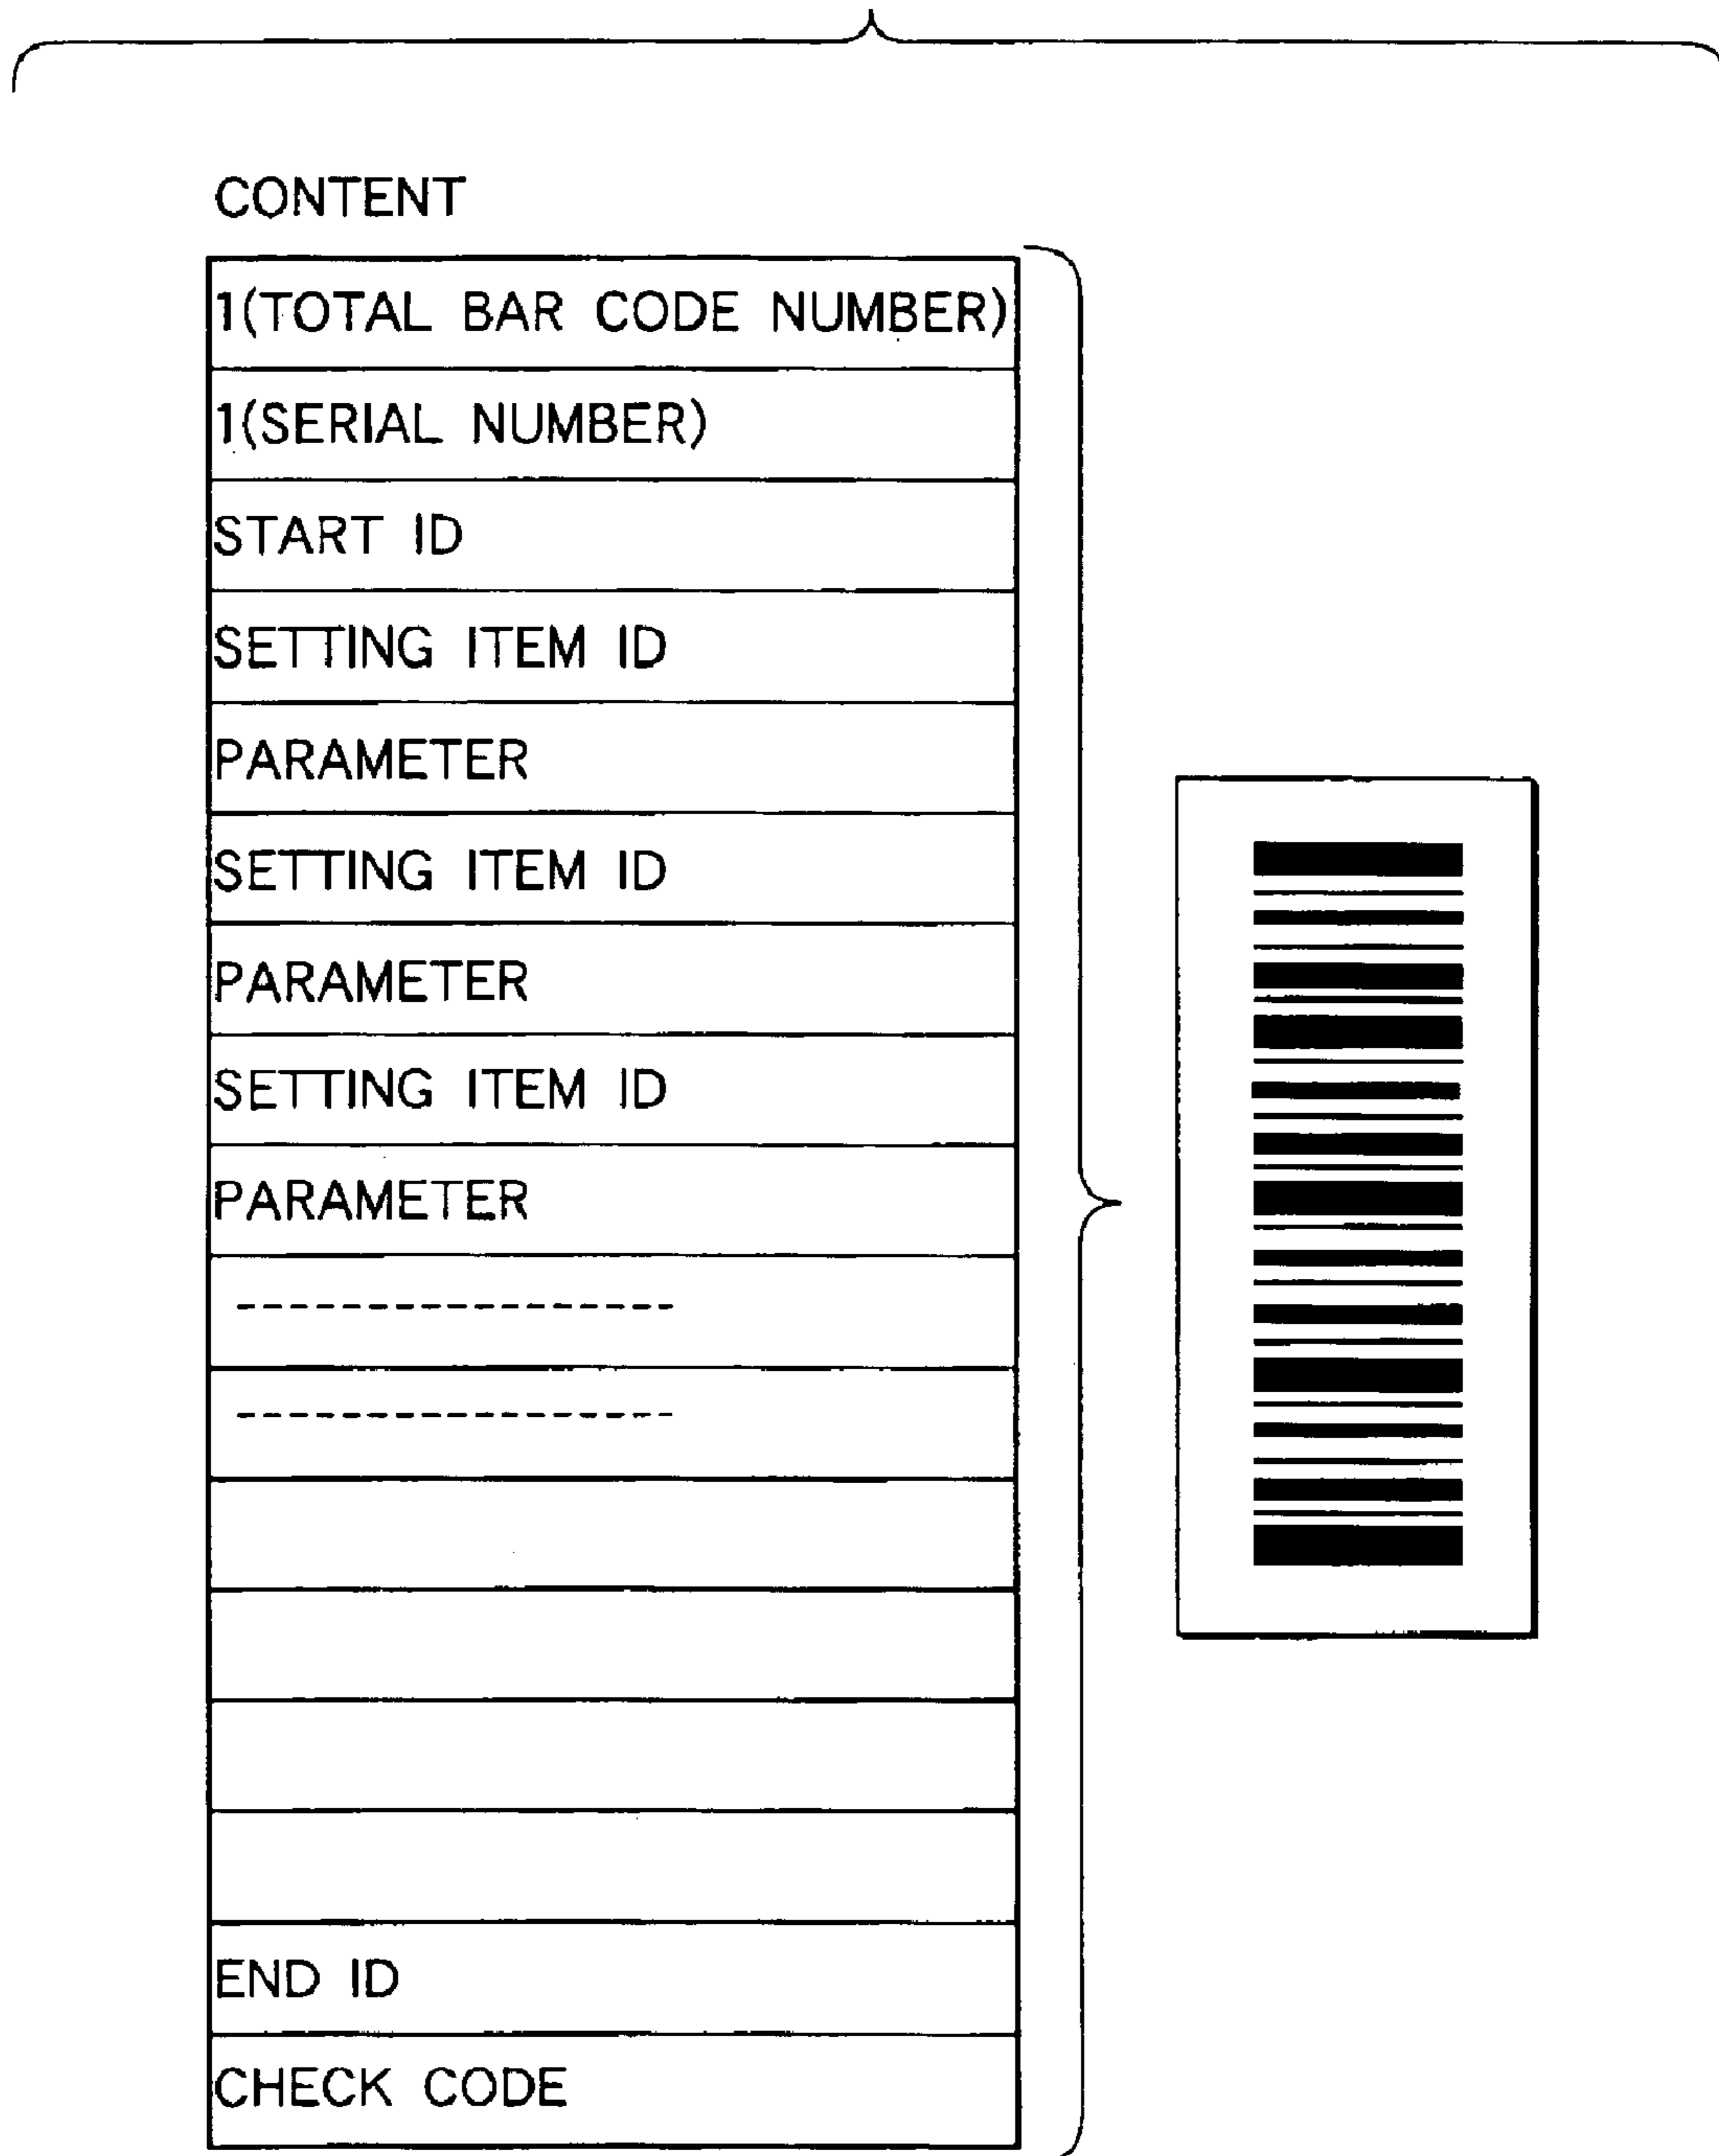 CONTENT
1(TOTAL BAR CODE NUMBER)
1(SERIAL NUMBER)
START ID
SETTING ITEM ID
PARAMETER
SETTING ITEM ID
PARAMETER
SETTING ITEM ID
PARAMETER
-----------------
-----------------
END ID
CHECK CODE